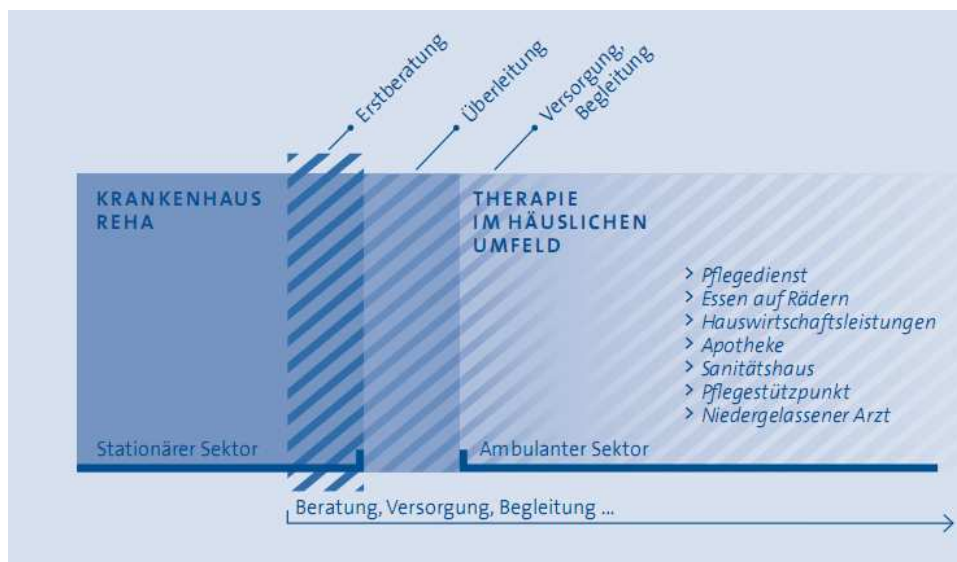 Erstberatung
Überleitung
Versorgung,
Begleitung
KRANKENHAUS
REHA
THERAPIE
IM HÄUSLICHEN
UMFELD
> Pflegedienst
> Essen auf Rädern
> Hauswirtschaftsleistungen
> Apotheke
> Sanitätshaus
> Pflegestützpunkt
> Niedergelassener Arzt
Stationärer Sektor
Ambulanter Sektor
Beratung, Versorgung, Begleitung ...